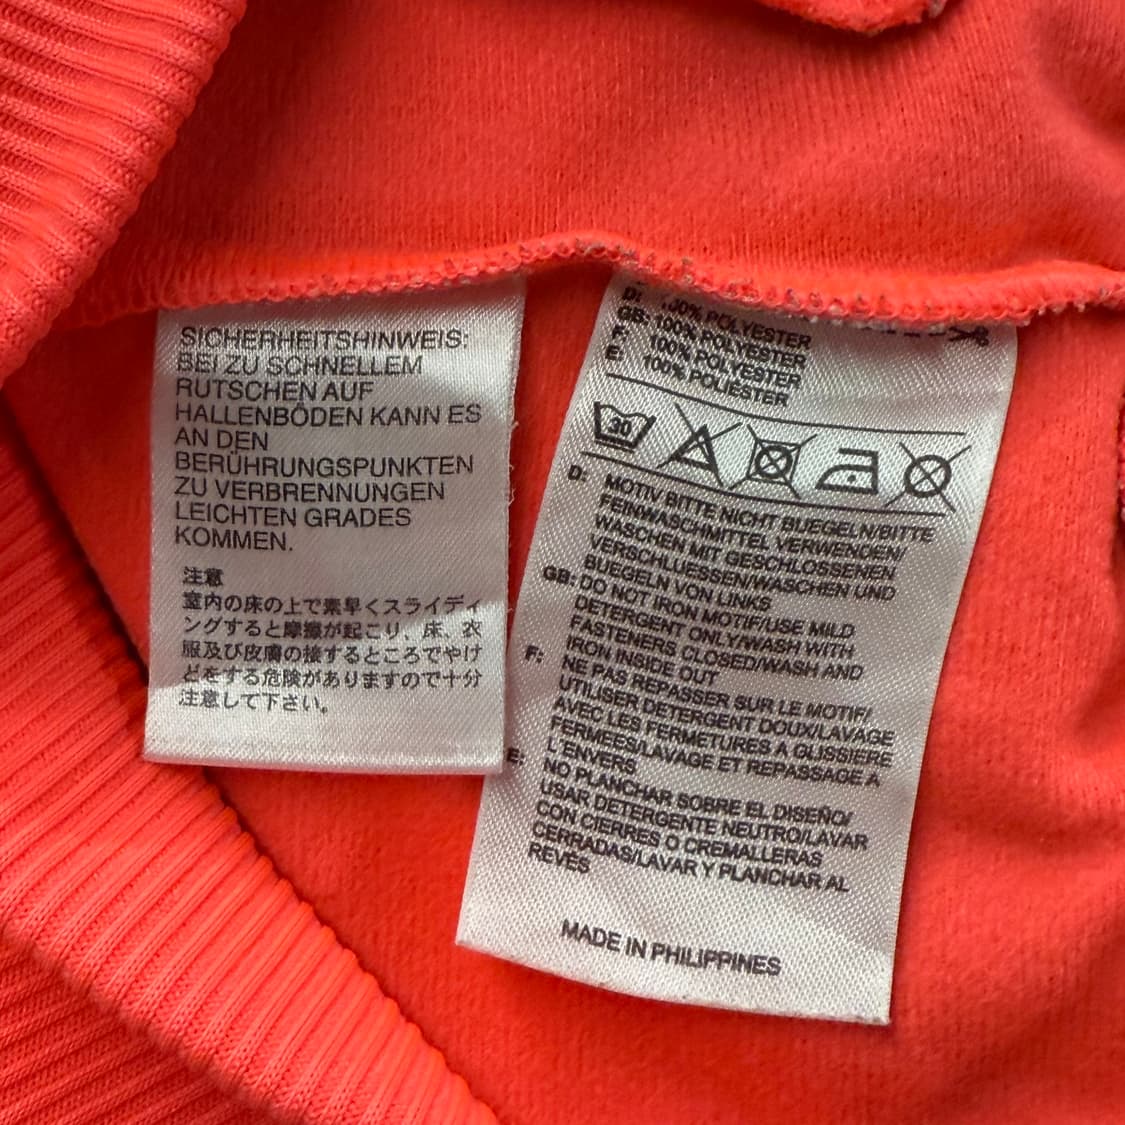 SICHERHEITSHINWEIS:
BEI ZU SCHNELLEM
RUTSCHEN AUF
HALLENBÖDEN KANN ES
AN DEN
BERÜHRUNGSPUNKTEN
ZU VERBRENNUNGEN
LEICHTEN GRADES
KOMMEN.
注意
室内の床の上で素早くスライディ
ングすると摩擦が起こり、床、衣
服及び皮膚の接するところでやけ
どをする危険がありますので十分
注意して下さい。
D: 100% POLYESTER
GB: 100% POLYESTER
F: 100% POLYESTER
E: 100% POLIESTER
30
D: MOTIV BITTE NICHT BUEGELN/BITTE
FEINWASCHMITTEL VERWENDEN/
WASCHEN MIT GESCHLOSSENEN
VERSCHLUESSEN/WASCHEN UND
BUEGELN VON LINKS
GB: DO NOT IRON MOTIF/USE MILD
DETERGENT ONLY/WASH WITH
FASTENERS CLOSED/WASH AND
IRON INSIDE OUT
F: NE PAS REPASSER SUR LE MOTIF/
UTILISER DETERGENT DOUX/LAVAGE
AVEC LES FERMETURES A GLISSIERE
FERMEES/LAVAGE ET REPASSAGE A
L'ENVERS
E: NO PLANCHAR SOBRE EL DISEÑO/
USAR DETERGENTE NEUTRO/LAVAR
CON CIERRES O CREMALLERAS
CERRADAS/LAVAR Y PLANCHAR AL
REVÉS
MADE IN PHILIPPINES